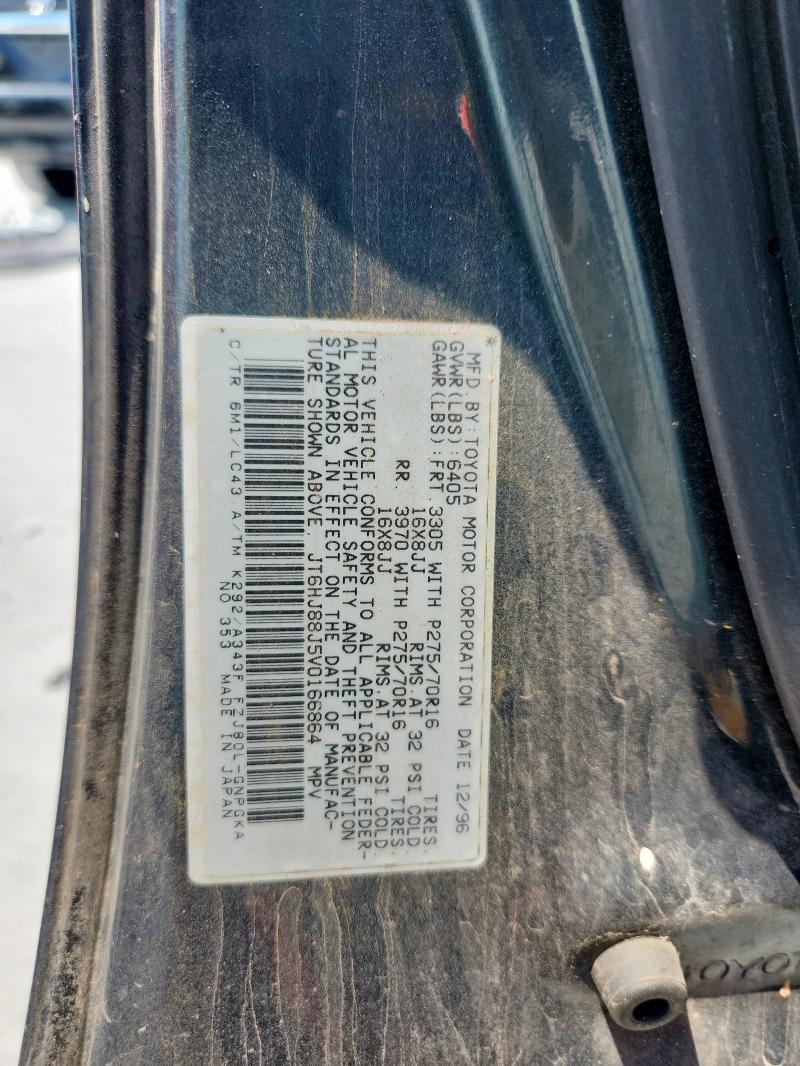 *
MFD.BY:TOYOTA MOTOR CORPORATION DATE 12/96
GVWR(LBS):6405
GAWR(LBS):FRT.3305 WITH P275/70R16 TIRES.
16X8JJ RIMS.AT 32 PSI COLD.
RR. 3970 WITH P275/70R16 TIRES.
16X8JJ RIMS.AT 32 PSI COLD.
THIS VEHICLE CONFORMS TO ALL APPLICABLE FEDER-
AL MOTOR VEHICLE SAFETY AND THEFT PREVENTION
STANDARDS IN EFFECT ON THE DATE OF MANUFAC-
TURE SHOWN ABOVE. JT6HJ88J5V0166864 MPV
C/TR 6M1/LC43 A/TM K292/A343F FZJ80L-GNPGKA
NO 353 MADE IN JAPAN
TOYOT